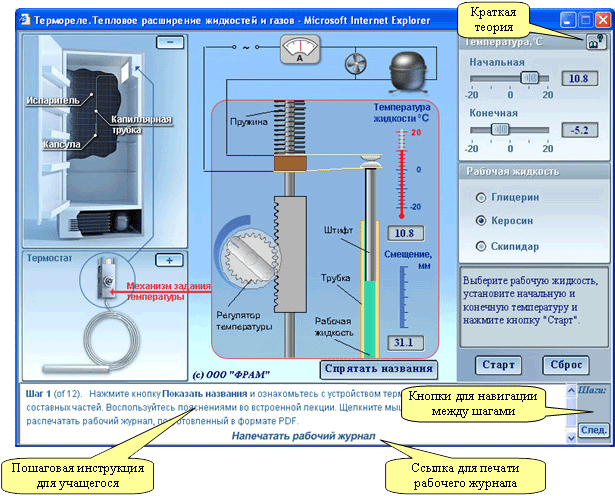 Краткая
теория
Термореле.Тепловое расширение жидкостей и газов - Microsoft Internet Explorer
Испаритель
Капиллярная
трубка
Капсула
Термостат
Механизм задания
температуры
A
Пружина
Температура
жидкости °C
20
0
-20
10.8
Штифт
Смещение,
мм
Трубка
Регулятор
температуры
Рабочая
жидкость
31.1
(с) ООО "ФРАМ"
Спрятать названия
Температура,°C
Начальная
10.8
-20 0 20
Конечная
-5.2
-20 0 20
Рабочая жидкость
Глицерин
Керосин
Скипидар
Выберите рабочую жидкость,
установите начальную и
конечную температуру и
нажмите кнопку "Старт".
Старт
Сброс
Шаг 1 (of 12). Нажмите кнопку Показать названия и ознакомьтесь с устройством
составных частей. Воспользуйтесь пояснениями во встроенной лекции. Щелкните
распечатать рабочий журнал, подготовленный в формате PDF.
Напечатать рабочий журнал
Шаги:
След.
Кнопки для навигации
между шагами
Пошаговая инструкция
для учащегося
Ссылка для печати
рабочего журнала